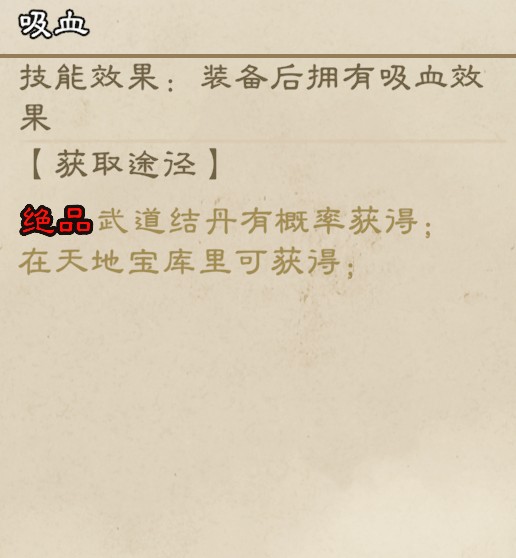 吸血
技能效果：装备后拥有吸血效
果
【获取途径】
绝品武道结丹有概率获得；
在天地宝库里可获得；